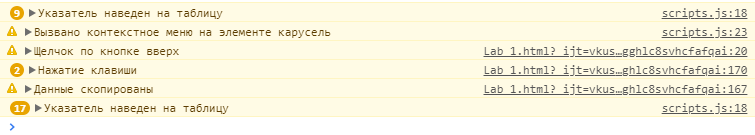 9 Указатель наведен на таблицу scripts.js:18
Вызвано контекстное меню на элементе карусель scripts.js:23
Щелчок по кнопке вверх Lab 1.html? ijt=vkus…gghlc8svhcfafqai:20
2 Нажатие клавиши Lab 1.html? ijt=vkus…ghlc8svhcfafqai:170
Данные скопированы Lab 1.html? ijt=vkus…ghlc8svhcfafqai:167
17 Указатель наведен на таблицу scripts.js:18